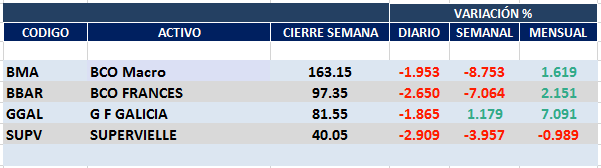 VARIACIÓN %
CODIGO ACTIVO CIERRE SEMANA DIARIO SEMANAL MENSUAL
BMA BCO Macro 163.15 -1.953 -8.753 1.619
BBAR BCO FRANCES 97.35 -2.650 -7.064 2.151
GGAL G F GALICIA 81.55 -1.865 1.179 7.091
SUPV SUPERVIELLE 40.05 -2.909 -3.957 -0.989